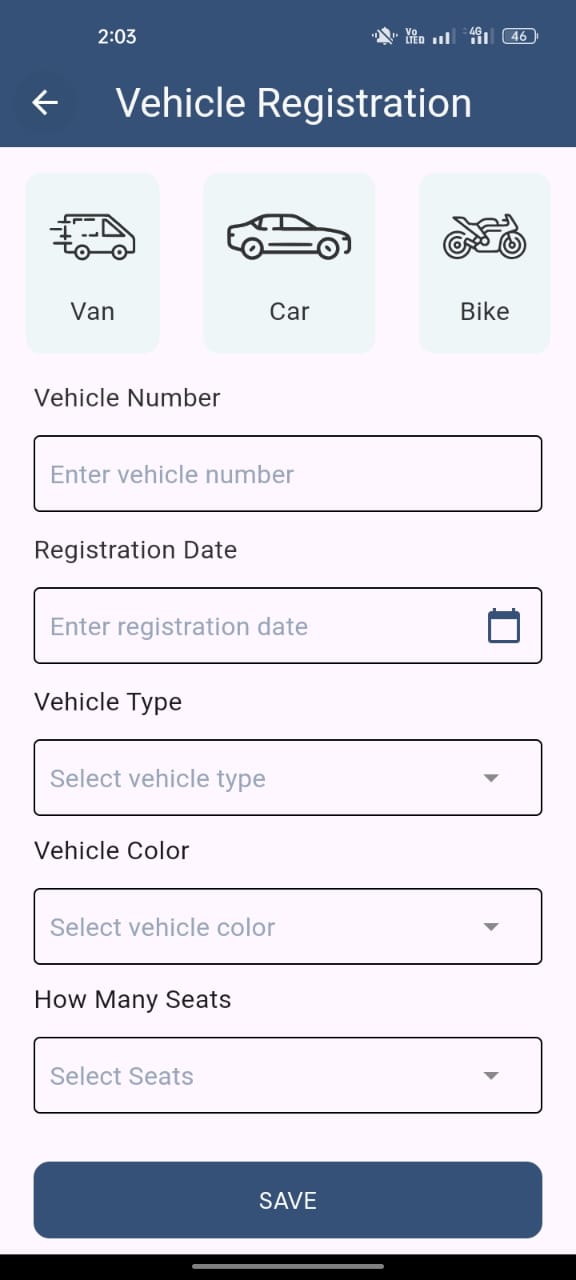 2:03
Vo
LTED
4G
46
Vehicle Registration
Van
Car
Bike
Vehicle Number
Enter vehicle number
Registration Date
Enter registration date
Vehicle Type
Select vehicle type
Vehicle Color
Select vehicle color
How Many Seats
Select Seats
SAVE